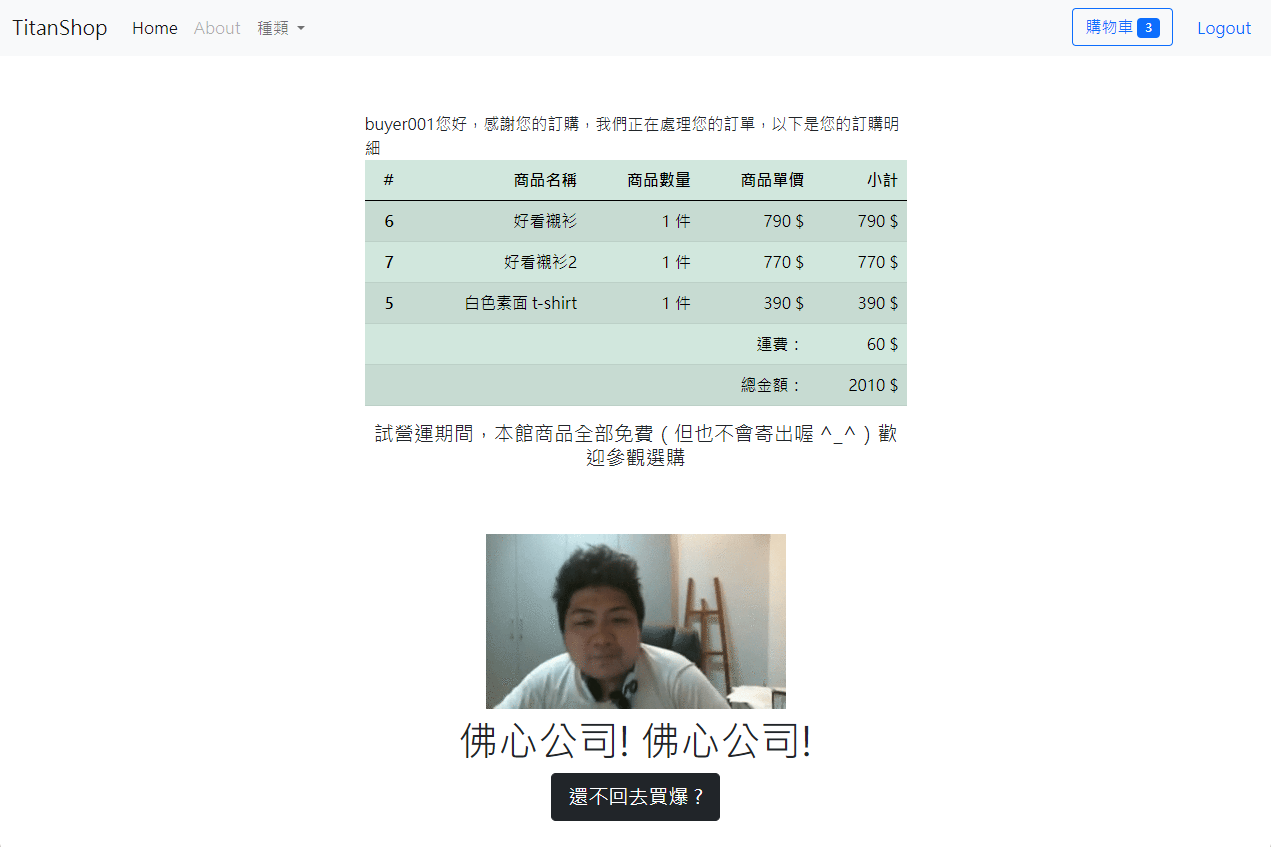 TitanShop Home About 種類 購物車 3 Logout
buyer001您好，感謝您的訂購，我們正在處理您的訂單，以下是您的訂購明
細
# 商品名稱 商品數量 商品單價 小計
6 好看襯衫 1 件 790 $ 790 $
7 好看襯衫2 1 件 770 $ 770 $
5 白色素面 t-shirt 1 件 390 $ 390 $
運費： 60 $
總金額： 2010 $
試營運期間，本館商品全部免費（但也不會寄出喔 ^_^）歡
迎參觀選購
佛心公司! 佛心公司!
還不回去買爆？